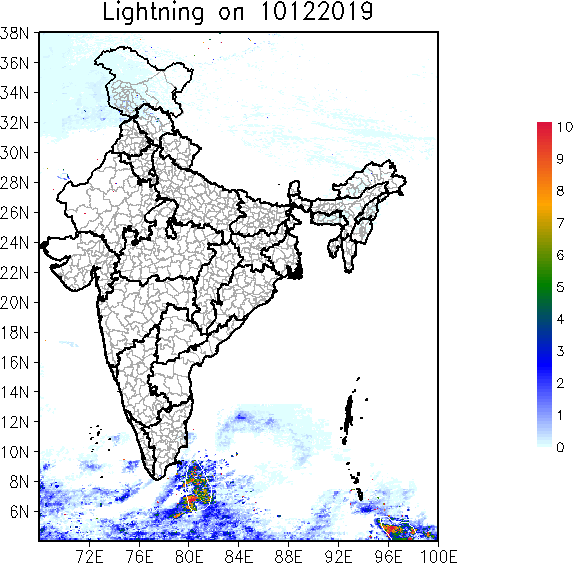 Lightning on 10122019
38N
36N
34N
32N
30N
28N
26N
24N
22N
20N
18N
16N
14N
12N
10N
8N
6N
72E 76E 80E 84E 88E 92E 96E 100E
10
9
8
7
6
5
4
3
2
1
0